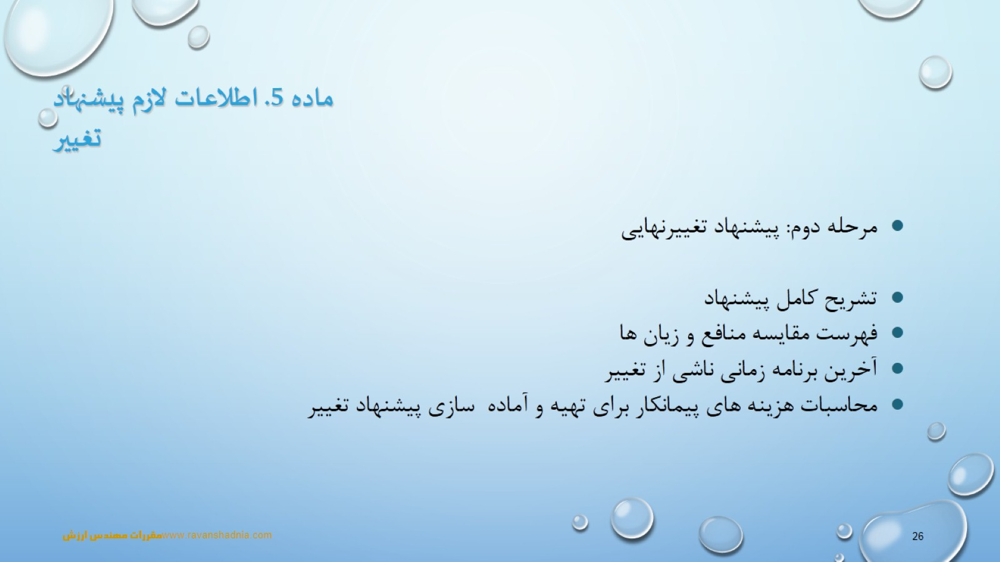 ماده 5. اطلاعات لازم پیشنهاد
تغییر
مرحله دوم: پیشنهاد تغییرنهایی
تشریح کامل پیشنهاد
فهرست مقایسه منافع و زیان ها
آخرین برنامه زمانی ناشی از تغییر
محاسبات هزینه های پیمانکار برای تهیه و آماده  سازی پیشنهاد تغییر
مقررات مهندس ارزشwww.ravanshadnia.com
26